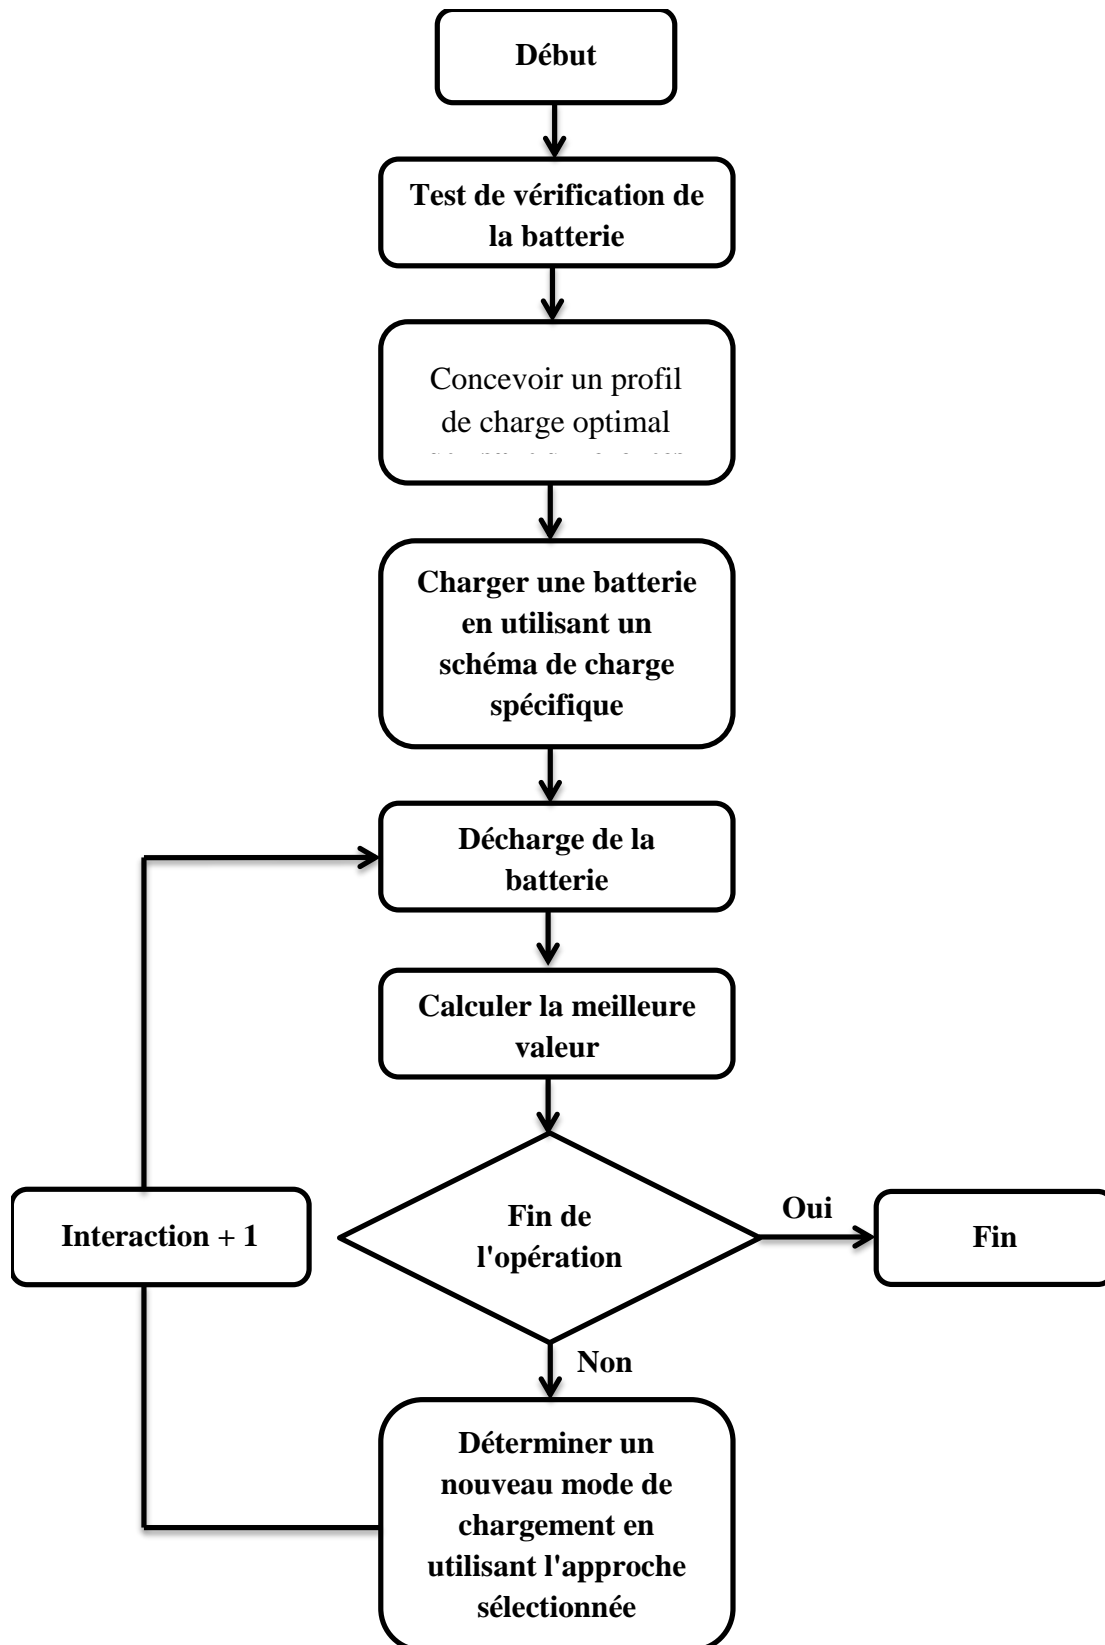 Début
Test de vérification de
la batterie
Concevoir un profil
de charge optimal
Charger une batterie
en utilisant un
schéma de charge
spécifique
Décharge de la
batterie
Calculer la meilleure
valeur
Fin de
l'opération
Oui
Fin
Interaction + 1
Non
Déterminer un
nouveau mode de
chargement en
utilisant l'approche
sélectionnée